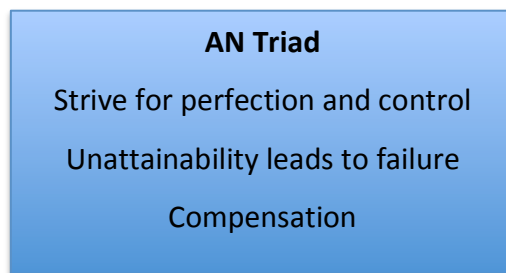 AN Triad
Strive for perfection and control
Unattainability leads to failure
Compensation